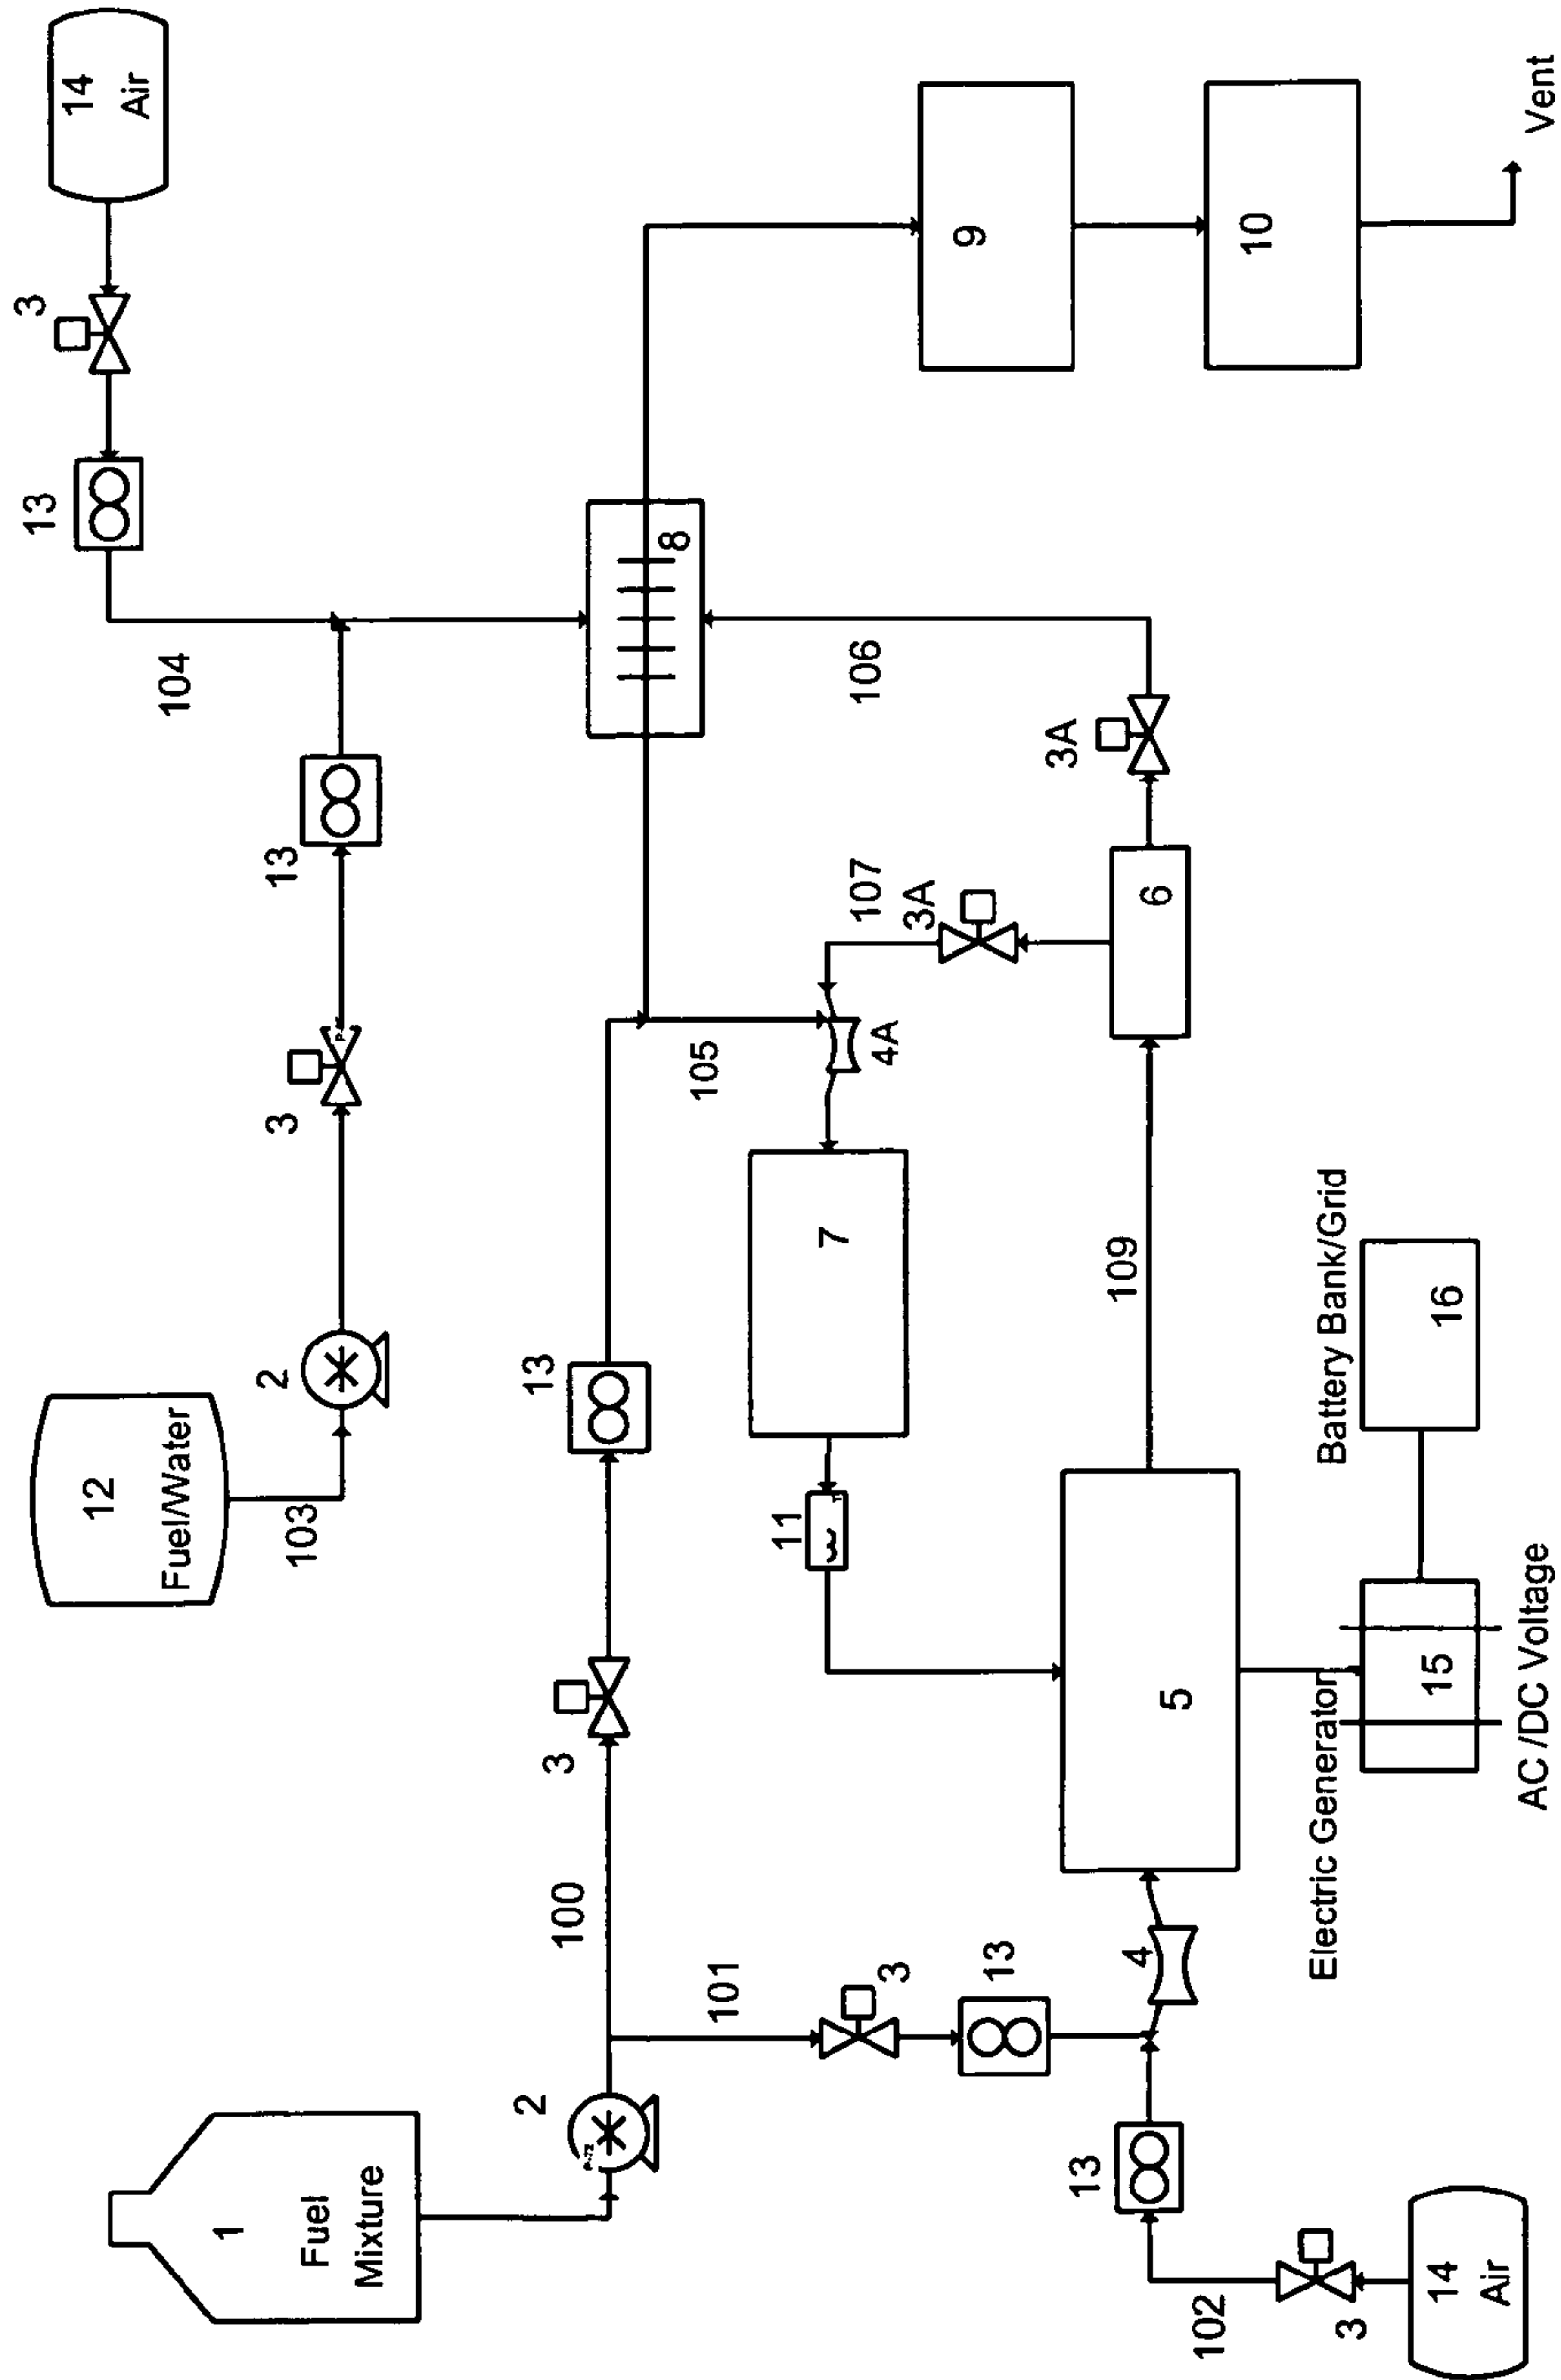 3
13
14
Air
12
Fuel/Water
104
1
Fuel
Mixture
2
3
13
103
2
100
3
13
8
101
105
11
7
107
106
3
4A
3A
9
13
3A
13
4
109
6
5
102
10
Electric Generator
Battery Bank/Grid
3
14
Air
15
16
AC /DC Voltage
Vent